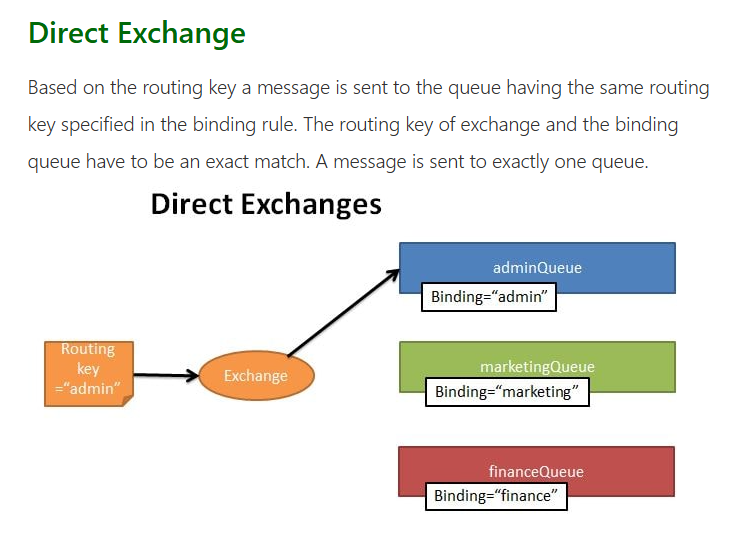 Direct Exchange
Based on the routing key a message is sent to the queue having the same routing
key specified in the binding rule. The routing key of exchange and the binding
queue have to be an exact match. A message is sent to exactly one queue.
Direct Exchanges
adminQueue
Binding=“admin”
Routing
key
=“admin”
Exchange
marketingQueue
Binding=“marketing”
financeQueue
Binding=“finance”